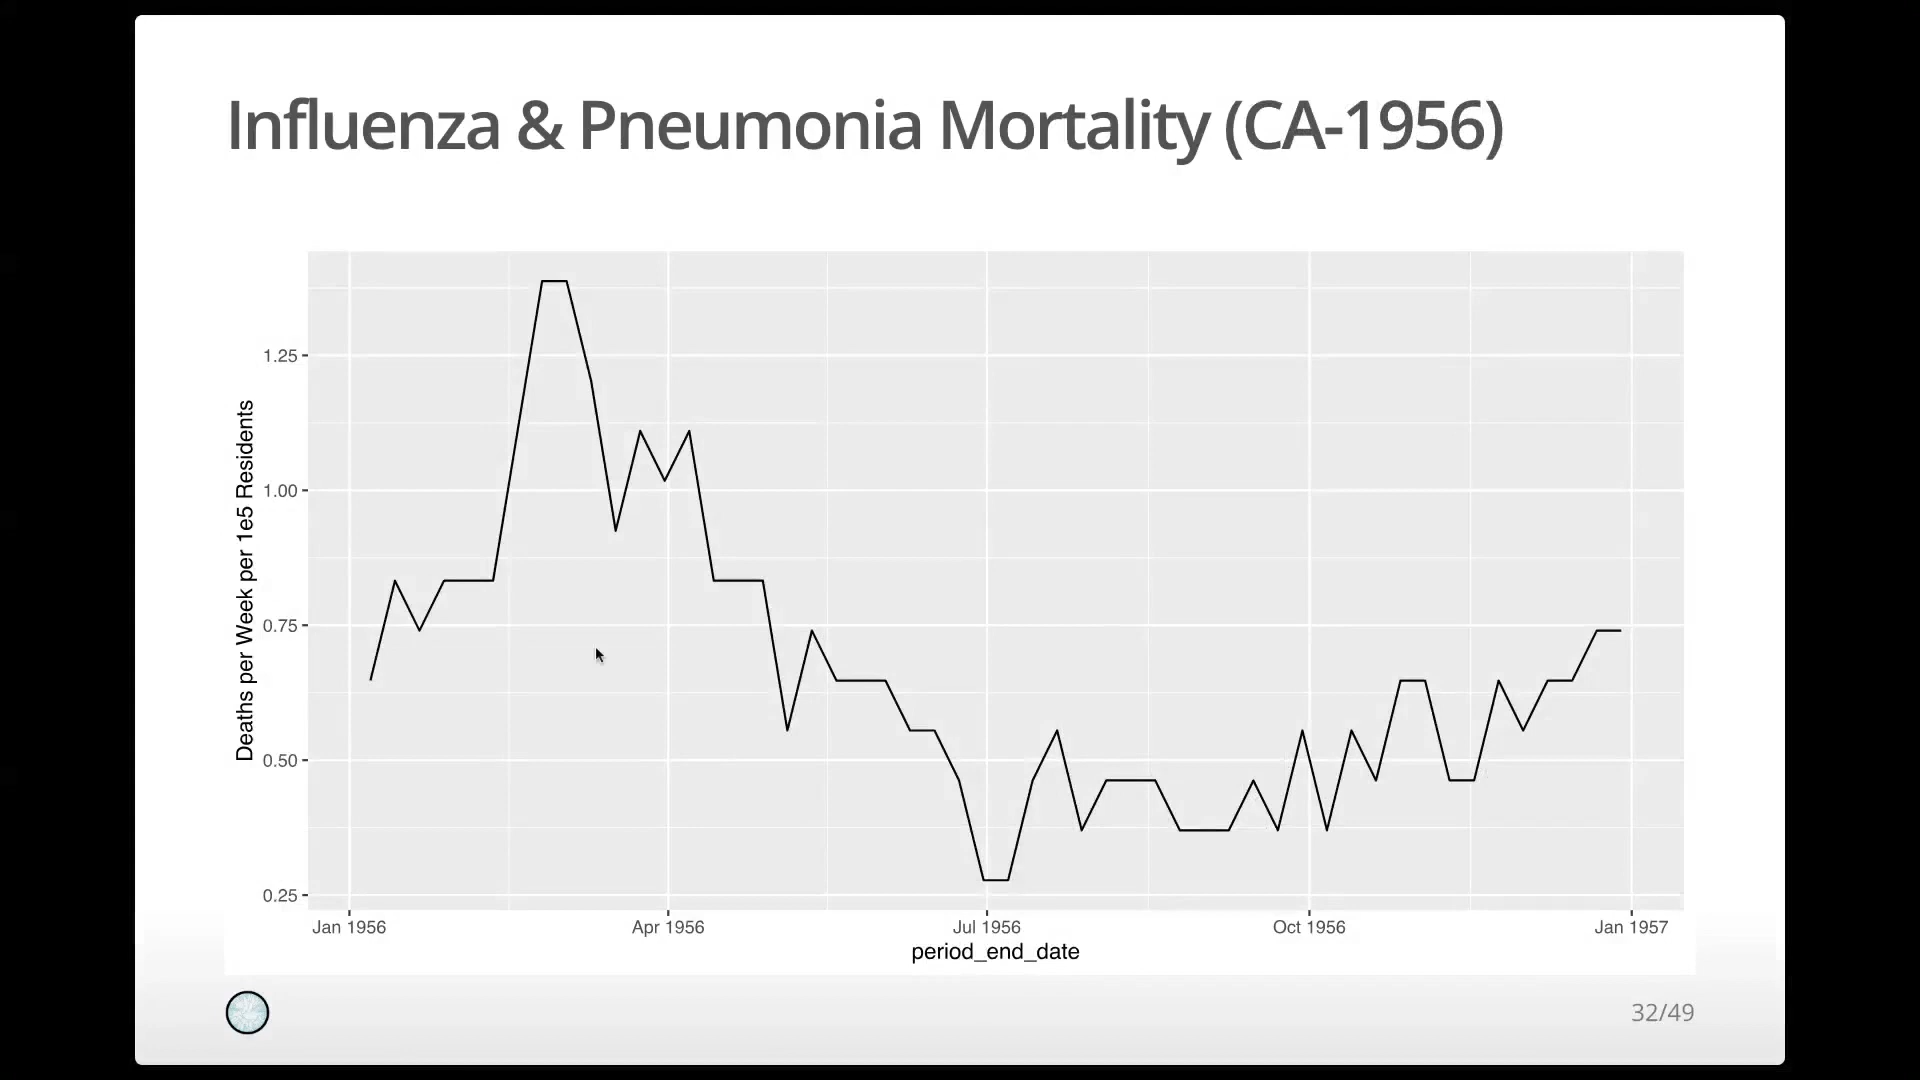 Influenza & Pneumonia Mortality (CA-1956)
Deaths per Week per 1e5 Residents
1.25
1.00
0.75
0.50
0.25
Jan 1956
Apr 1956
Jul 1956
Oct 1956
Jan 1957
period_end_date
32/49